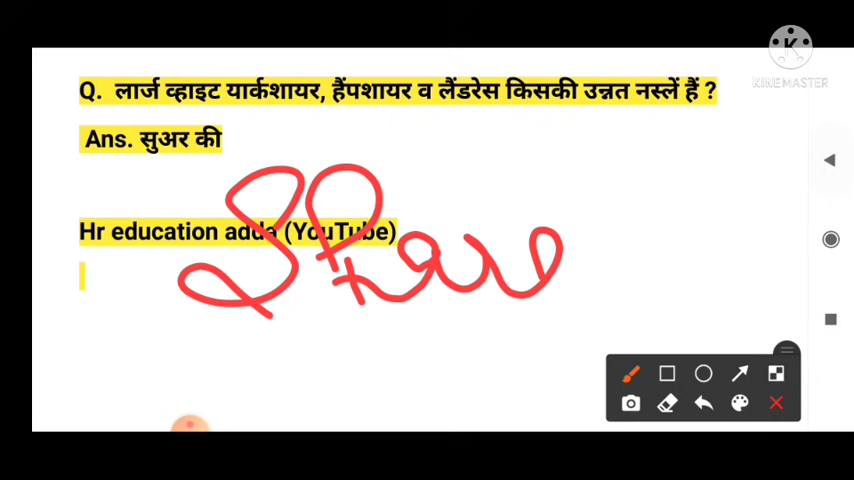 KINEMASTER
Q. लार्ज व्हाइट यार्कशायर, हैंपशायर व लैंडरेस किसकी उन्नत नस्लें हैं ?
Ans. सुअर की
Hr education adda (YouTube)